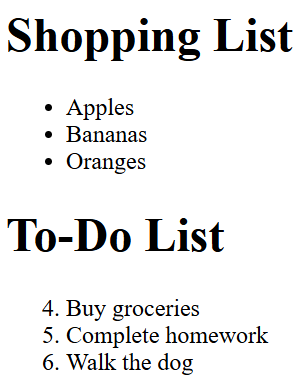 Shopping List
• Apples
• Bananas
• Oranges
To-Do List
4. Buy groceries
5. Complete homework
6. Walk the dog